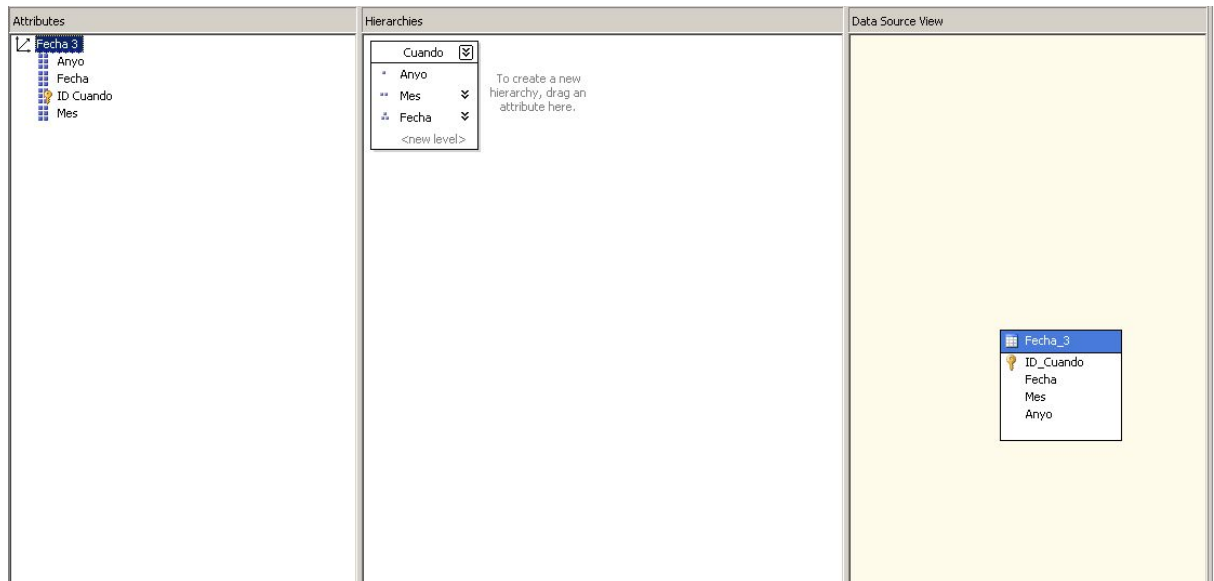 Attributes
Fecha 3
Anyo
Fecha
ID Cuando
Mes
Hierarchies
Cuando
Anyo
Mes
Fecha
<new level>
To create a new
hierarchy, drag an
attribute here.
Data Source View
Fecha_3
ID_Cuando
Fecha
Mes
Anyo